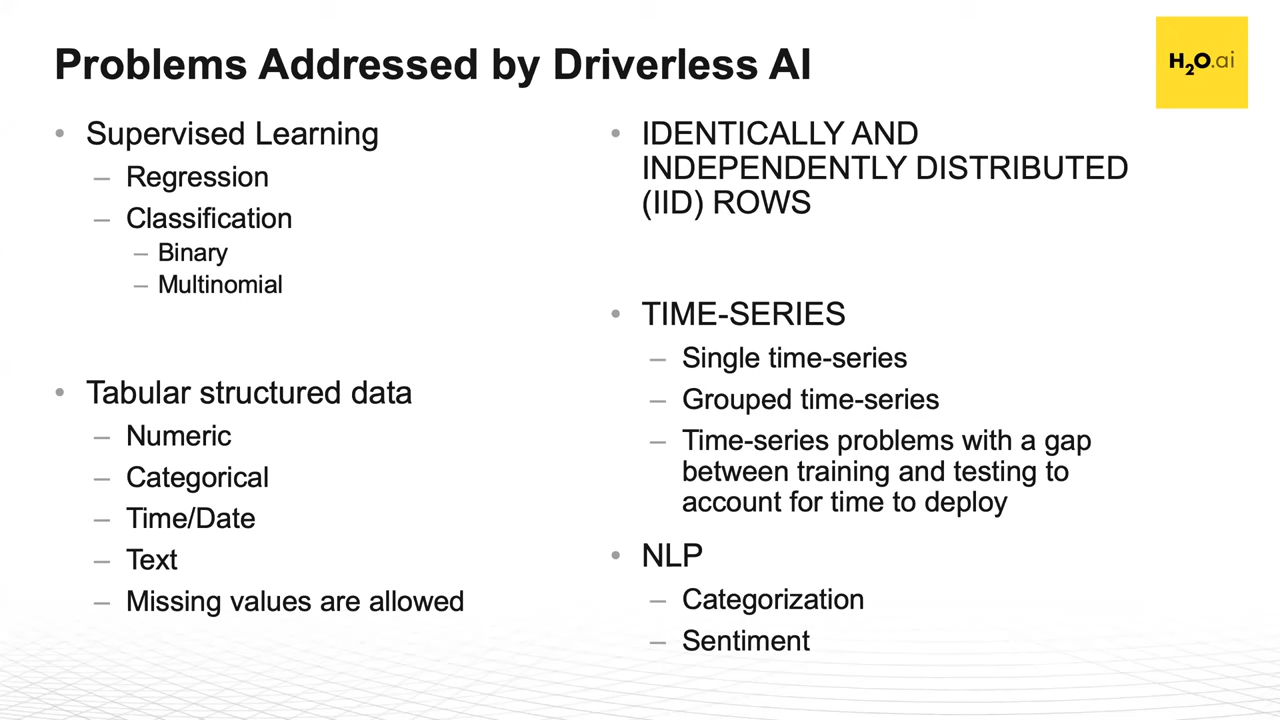 Problems Addressed by Driverless AI
H2O.ai
• Supervised Learning
– Regression
– Classification
– Binary
– Multinomial
• Tabular structured data
– Numeric
– Categorical
– Time/Date
– Text
– Missing values are allowed
• IDENTICALLY AND
INDEPENDENTLY DISTRIBUTED
(IID) ROWS
• TIME-SERIES
– Single time-series
– Grouped time-series
– Time-series problems with a gap
between training and testing to
account for time to deploy
• NLP
– Categorization
– Sentiment